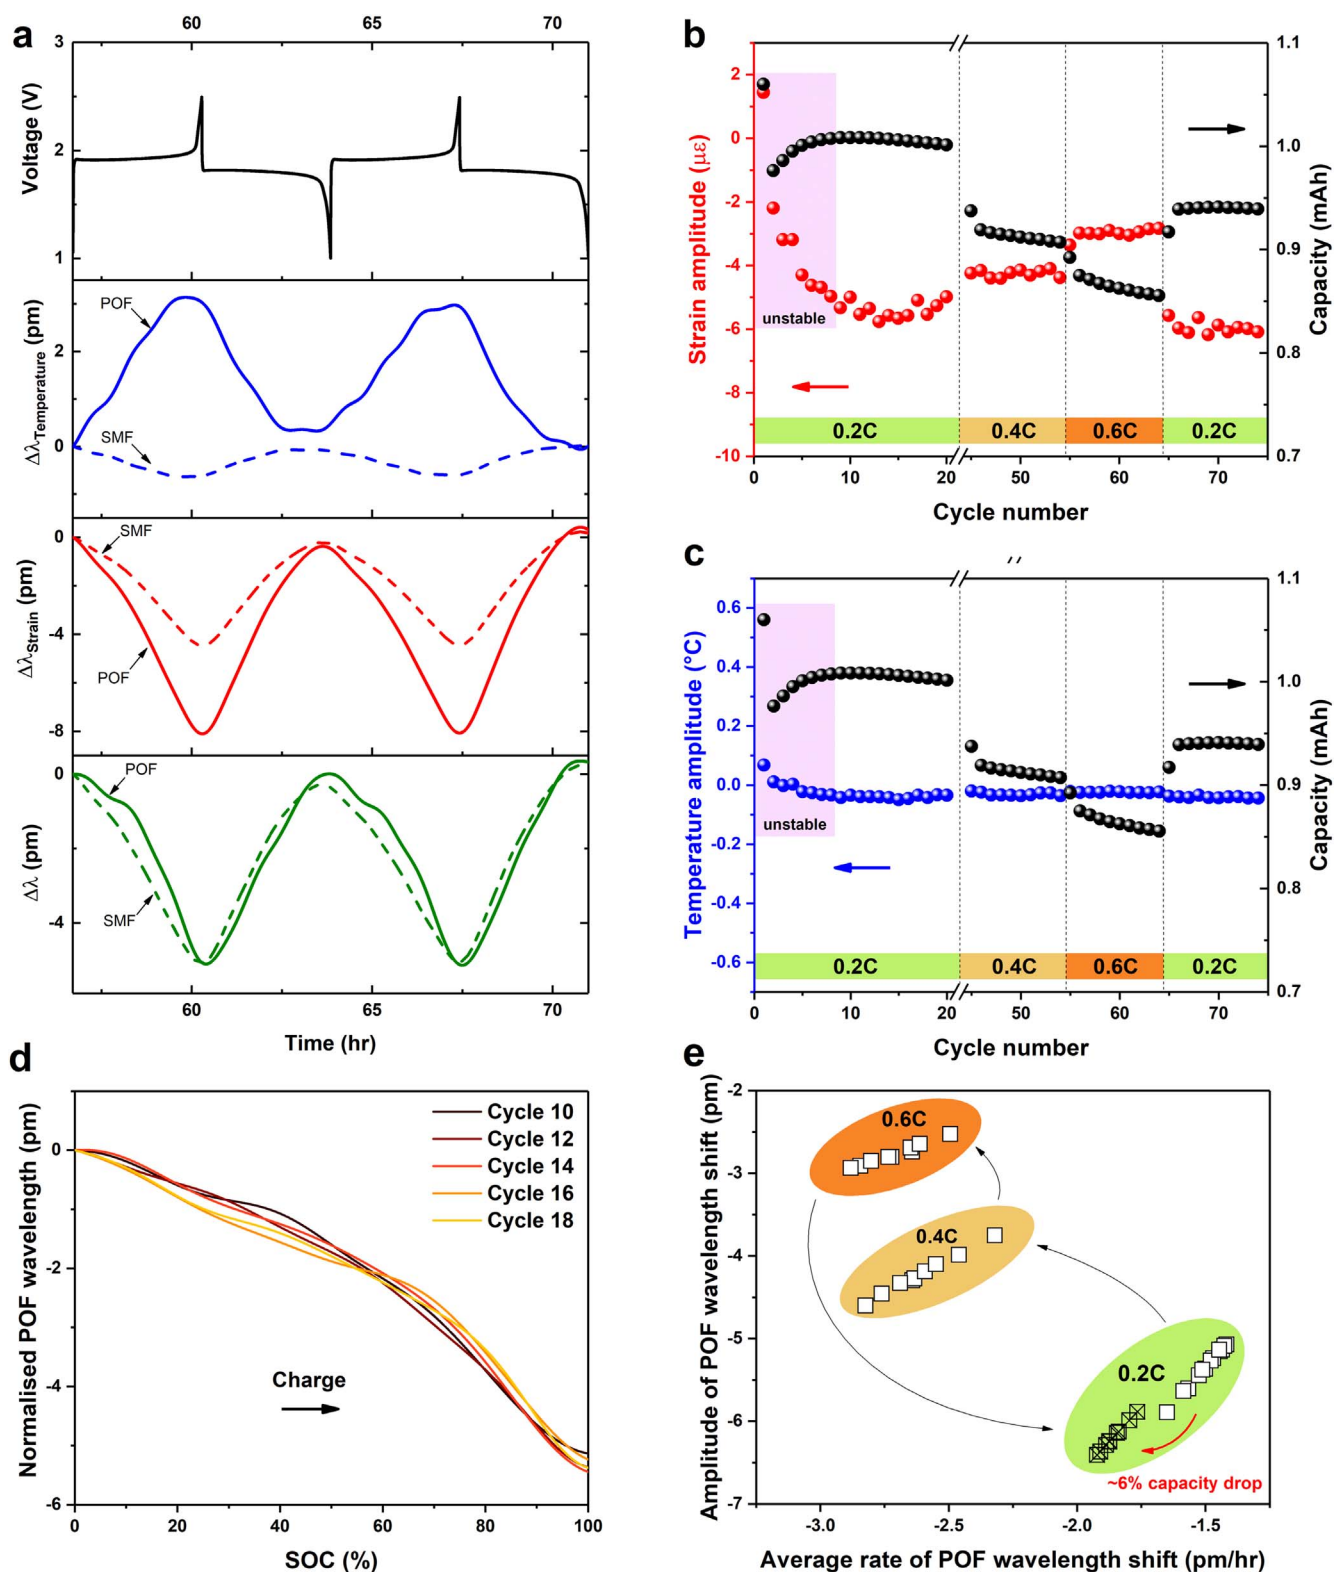 a
60
65
70
3
2
1
Voltage (V)
POF
SMF
2
0
Δλ Temperature (pm)
SMF
POF
0
-4
-8
Δλ Strain (pm)
POF
SMF
0
-4
Δλ (pm)
60
65
70
Time (hr)
b
2
0
-2
-4
-6
-8
-10
Strain amplitude (με)
unstable
0.2C
0.4C
0.6C
0.2C
0
10
20
50
60
70
Cycle number
1.1
1.0
0.9
0.8
0.7
Capacity (mAh)
c
0.6
0.4
0.2
0.0
-0.2
-0.4
-0.6
Temperature amplitude (°C)
unstable
0.2C
0.4C
0.6C
0.2C
0
10
20
50
60
70
Cycle number
1.1
1.0
0.9
0.8
0.7
Capacity (mAh)
d
0
-2
-4
-6
Normalised POF wavelength (pm)
Cycle 10
Cycle 12
Cycle 14
Cycle 16
Cycle 18
Charge
0
20
40
60
80
100
SOC (%)
e
-2
-3
-4
-5
-6
-7
Amplitude of POF wavelength shift (pm)
0.6C
0.4C
0.2C
~6% capacity drop
-3.0
-2.5
-2.0
-1.5
Average rate of POF wavelength shift (pm/hr)